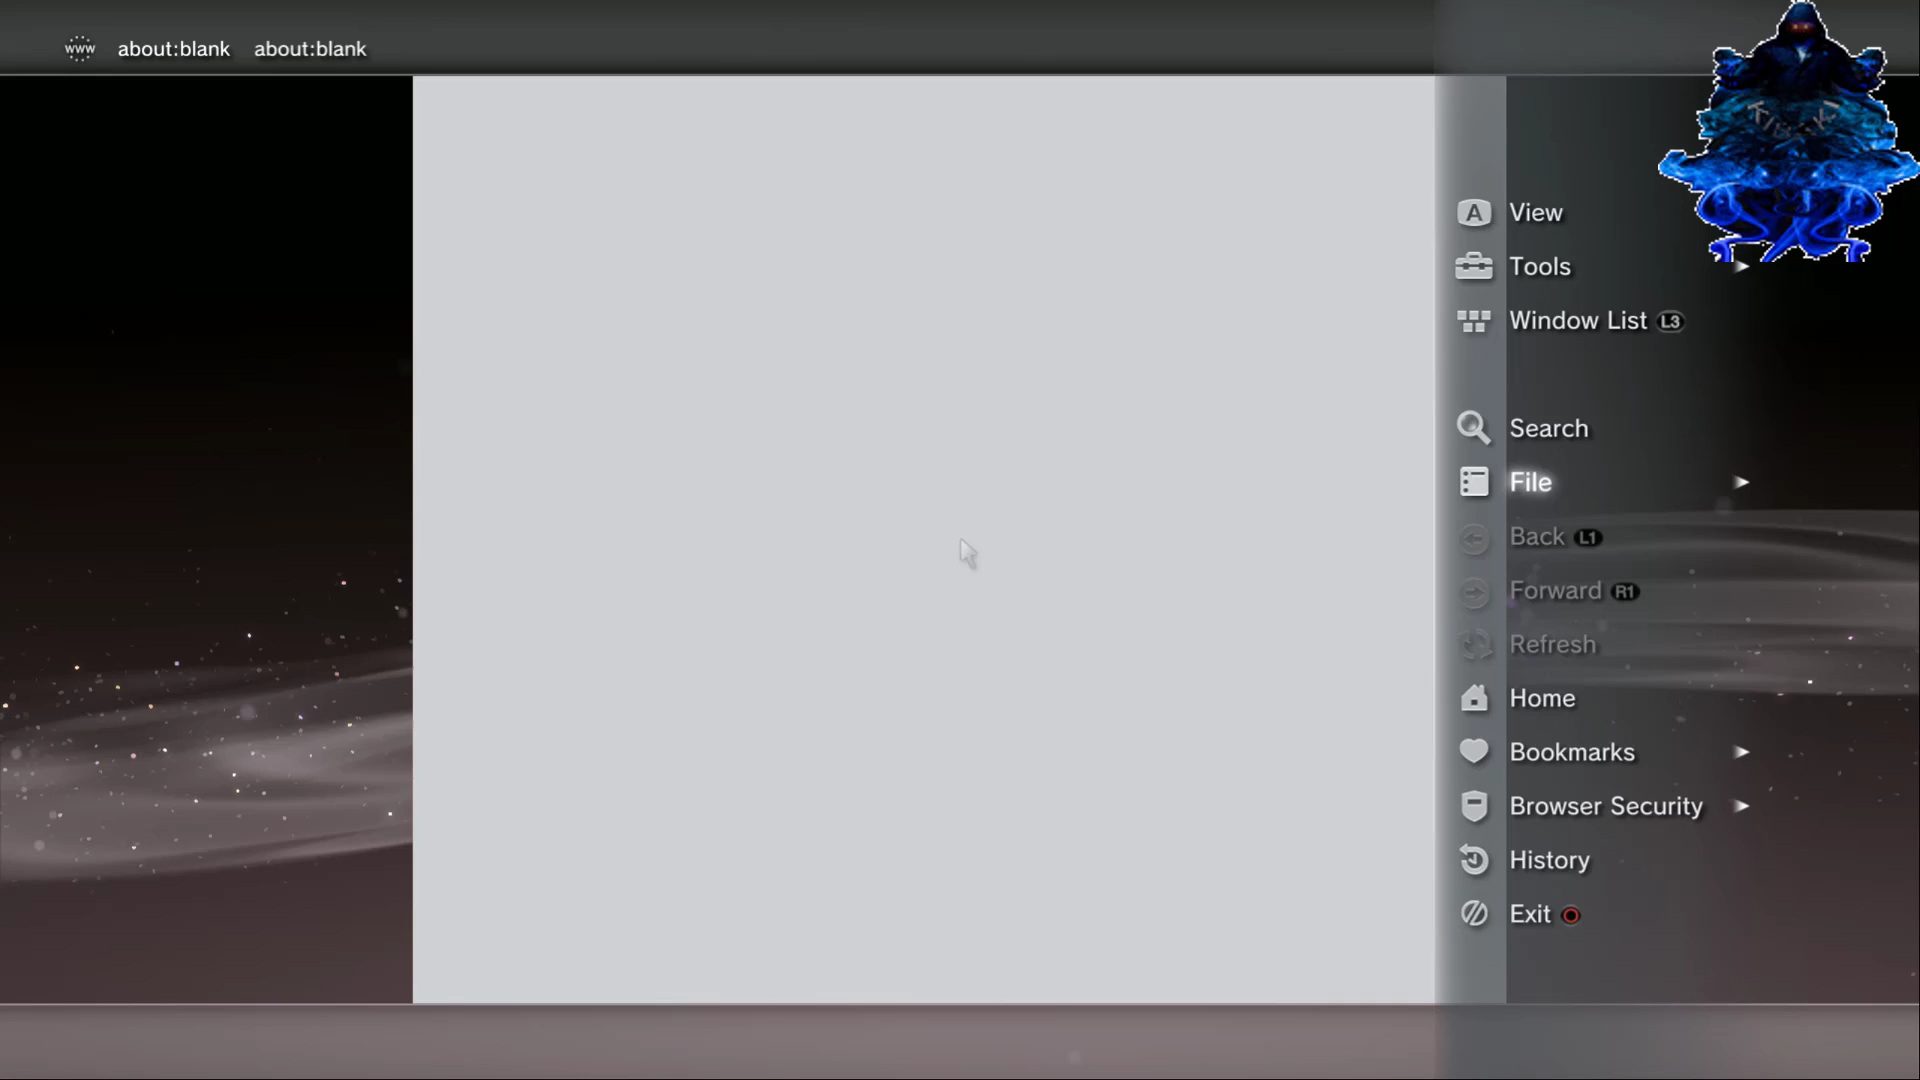 www about:blank about:blank
A View
Tools
Window List L3
Search
File
Back L1
Forward R1
Refresh
Home
Bookmarks
Browser Security
History
Exit